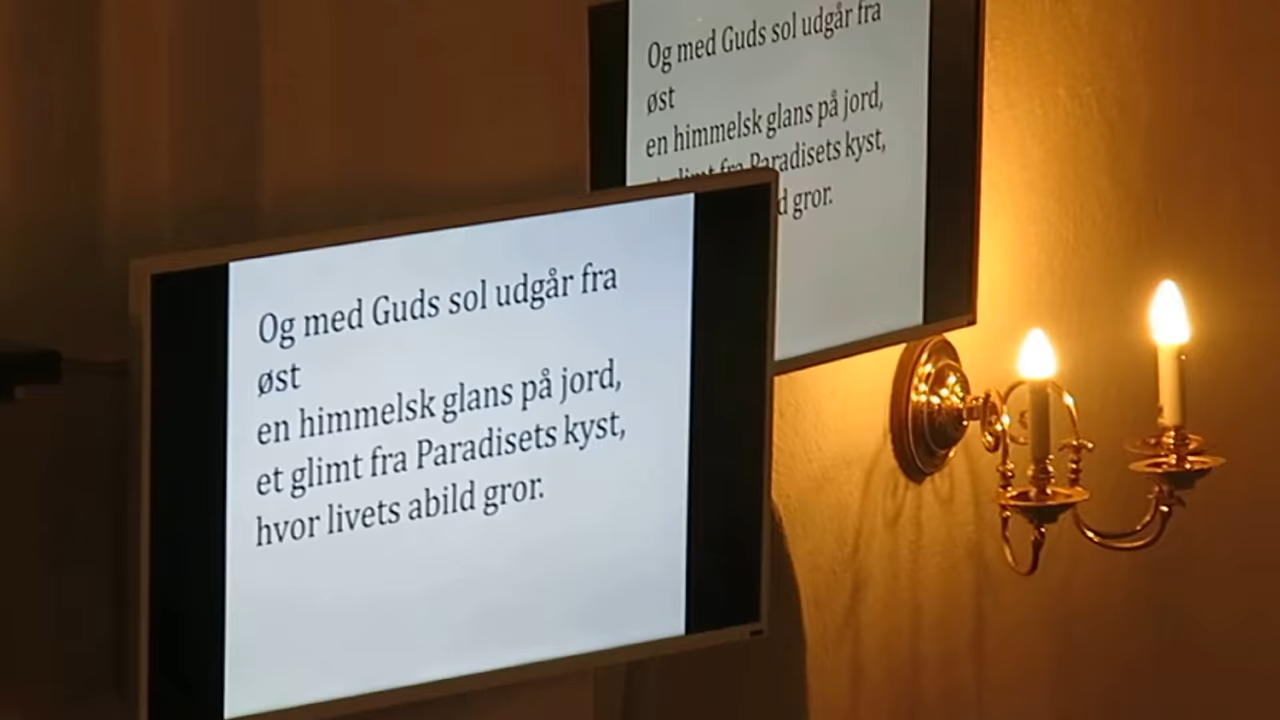 Og med Guds sol udgår fra
øst
en himmelsk glans på jord,
et glimt fra Paradisets kyst,
hvor livets abild gror.
Og med Guds sol udgår fra
øst
en himmelsk glans på jord,
glimt fra Paradisets kyst,
gror.